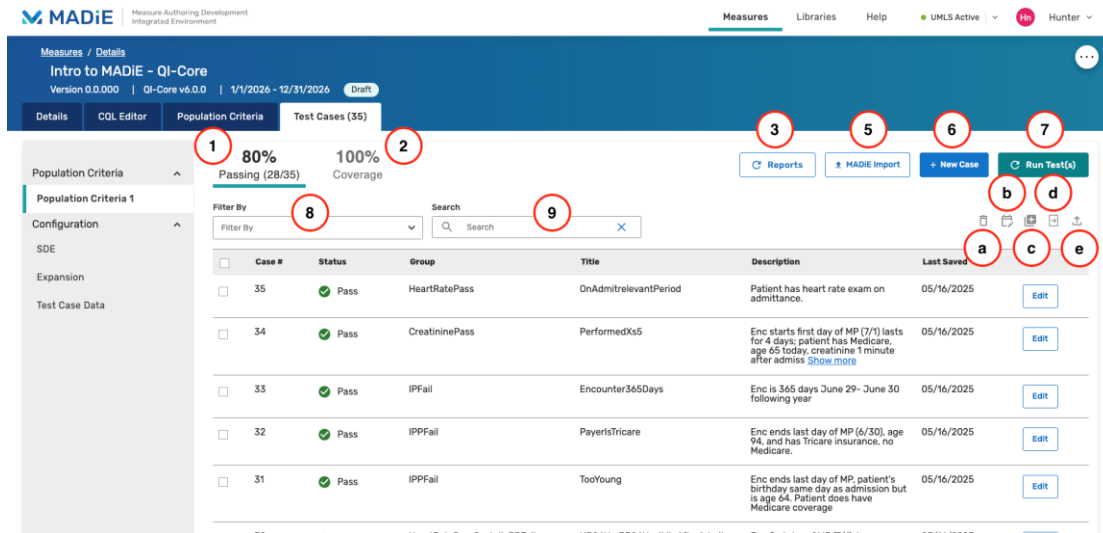 MADiE
Measure Authoring Development
Integrated Environment
Measures
Libraries
Help
UMLS Active
Hn
Hunter
Measures / Details
Intro to MADiE - QI-Core
Version 0.0.000 | QI-Core v6.0.0 | 1/1/2026 - 12/31/2026 Draft
Details
CQL Editor
Population Criteria
Test Cases (35)
Population Criteria
Population Criteria 1
Configuration
SDE
Expansion
Test Case Data
1
80%
Passing (28/35)
100%
Coverage
2
3
Reports
5
MADiE Import
6
+ New Case
7
Run Test(s)
b
d
a
c
e
Filter By
Filter By
8
Search
Search
9
Case # Status Group Title Description Last Saved
35 Pass HeartRatePass OnAdmitrelevantPeriod Patient has heart rate exam on 05/16/2025 Edit
admittance.
34 Pass CreatininePass PerformedXs5 Enc starts first day of MP (7/1) lasts 05/16/2025 Edit
for 4 days; patient has Medicare,
age 65 today, creatinine 1 minute
after admiss Show more
33 Pass IPFail Encounter365Days Enc is 365 days June 29- June 30 05/16/2025 Edit
following year
32 Pass IPPFail PayerIsTricare Enc ends last day of MP (6/30), age 05/16/2025 Edit
94, and has Tricare insurance, no
Medicare.
31 Pass IPPFail TooYoung Enc ends last day of MP, patient's 05/16/2025 Edit
birthday same day as admission but
is age 64. Patient does have
Medicare coverage